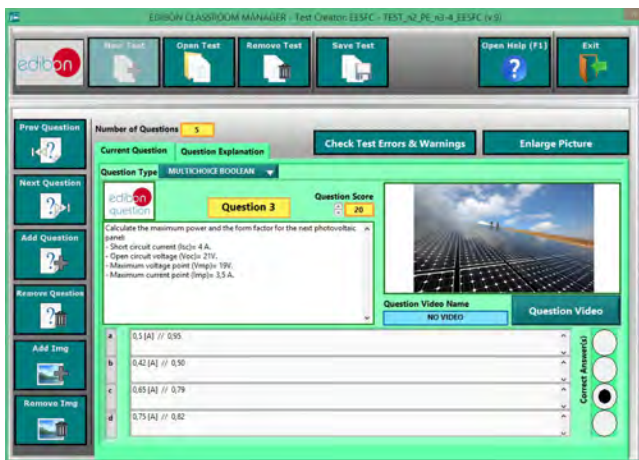 EDIBON CLASSROOM MANAGER - Test Creator: EESFC - TEST_n2_PE_n3-4_EESFC (v.9)
edibon
New Test
Open Test
Remove Test
Save Test
Open Help (F1)
?
Exit
Prev Question
Next Question
Add Question
Remove Question
Add Img
Remove Img
Number of Questions 5
Current Question
Question Explanation
Check Test Errors & Warnings
Enlarge Picture
Question Type MULTICHOICE BOOLEAN
edibon
question
Question 3
Question Score
20
Calculate the maximum power and the form factor for the next photovoltaic
panel:
- Short circuit current (Isc)= 4 A.
- Open circuit voltage (Voc)= 21V.
- Maximum voltage point (Vmp)= 19V.
- Maximum current point (Imp)= 3,5 A.
Question Video Name
NO VIDEO
Question Video
a 0,5 [A] // 0,95
b 0,42 [A] // 0,50
c 0,65 [A] // 0,79
d 0,75 [A] // 0,82
Correct Answer(s)